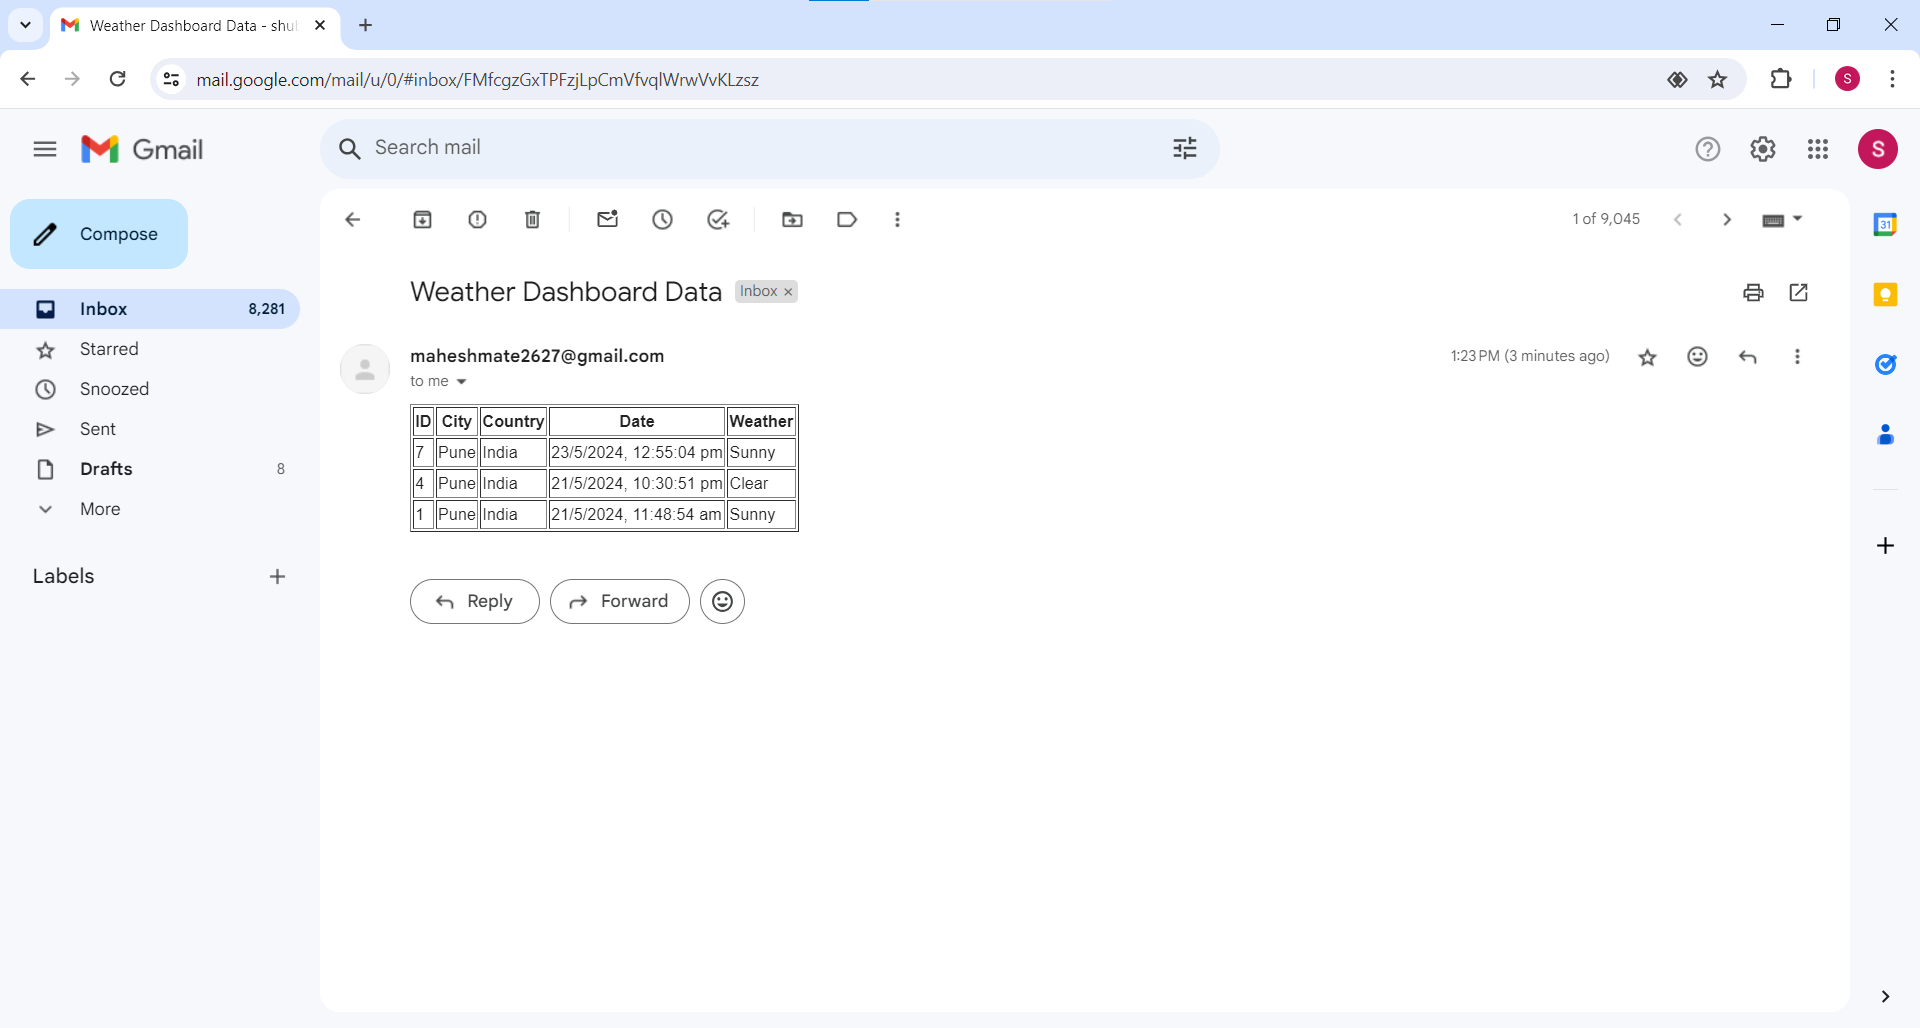 Weather Dashboard Data - shu
mail.google.com/mail/u/0/#inbox/FMfcgzGxTPFzjLpCmVfvqlWrwVvKLzsz
S
Gmail
Search mail
S
Compose
1 of 9,045
31
Weather Dashboard Data Inbox ×
Inbox 8,281
Starred
Snoozed
Sent
Drafts 8
More
Labels
maheshmate2627@gmail.com 1:23 PM (3 minutes ago)
to me
ID City Country Date Weather
7 Pune India 23/5/2024, 12:55:04 pm Sunny
4 Pune India 21/5/2024, 10:30:51 pm Clear
1 Pune India 21/5/2024, 11:48:54 am Sunny
Reply Forward